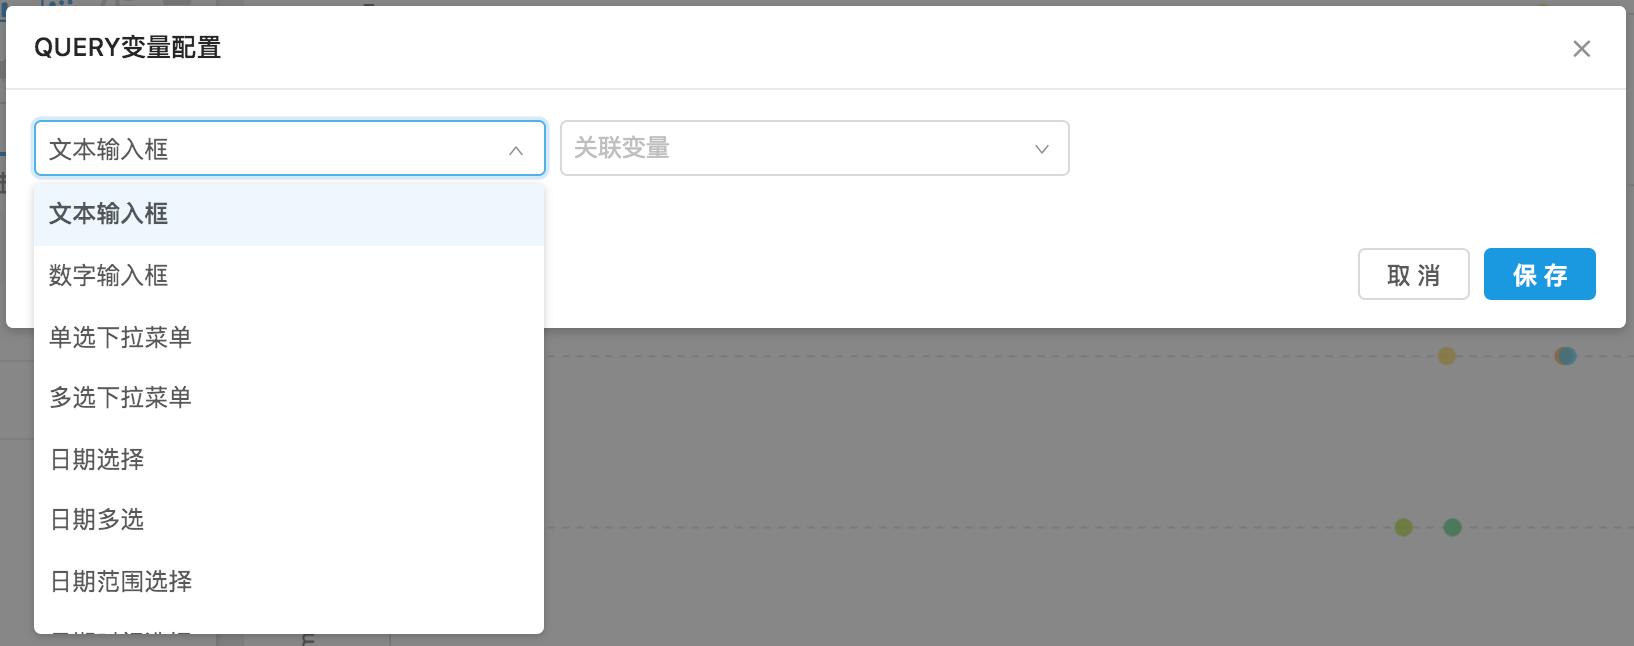 QUERY变量配置
文本输入框
关联变量
文本输入框
数字输入框
单选下拉菜单
多选下拉菜单
日期选择
日期多选
日期范围选择
取 消
保 存